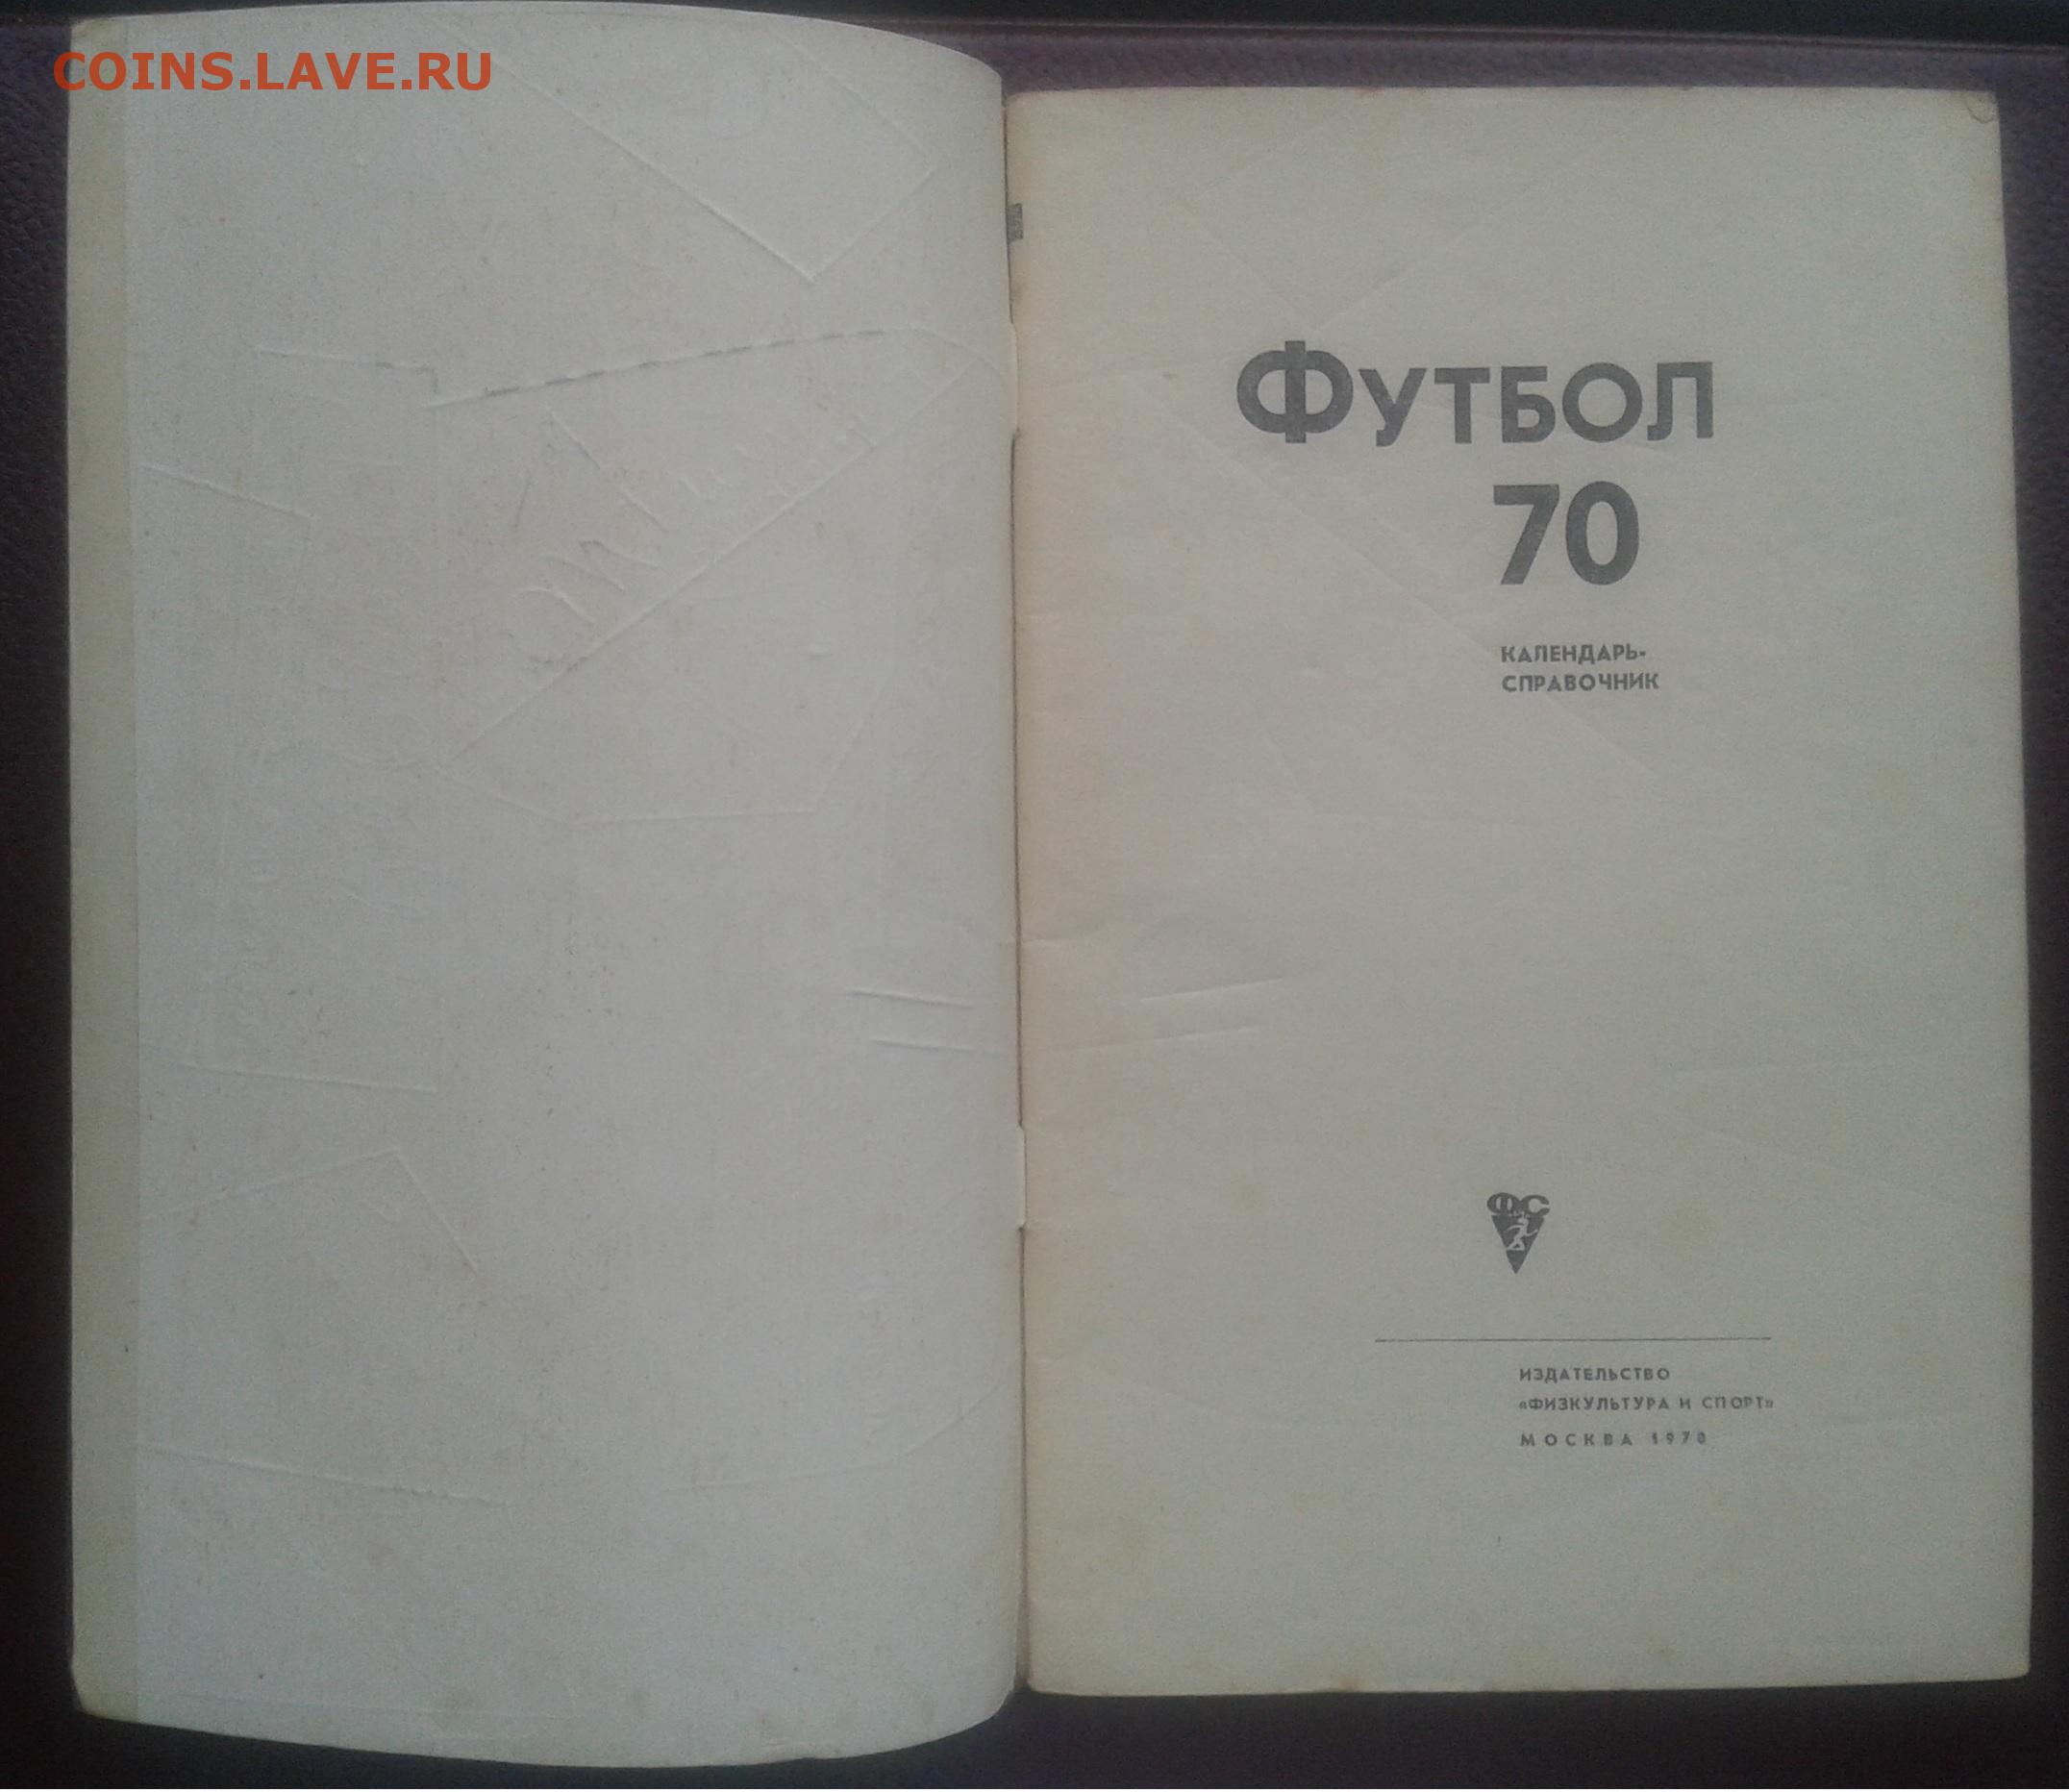 COINS.LAVE.RU
ФУТБОЛ
70
КАЛЕНДАРЬ-
СПРАВОЧНИК
ФС
ИЗДАТЕЛЬСТВО
«ФИЗКУЛЬТУРА И СПОРТ»
МОСКВА 1970